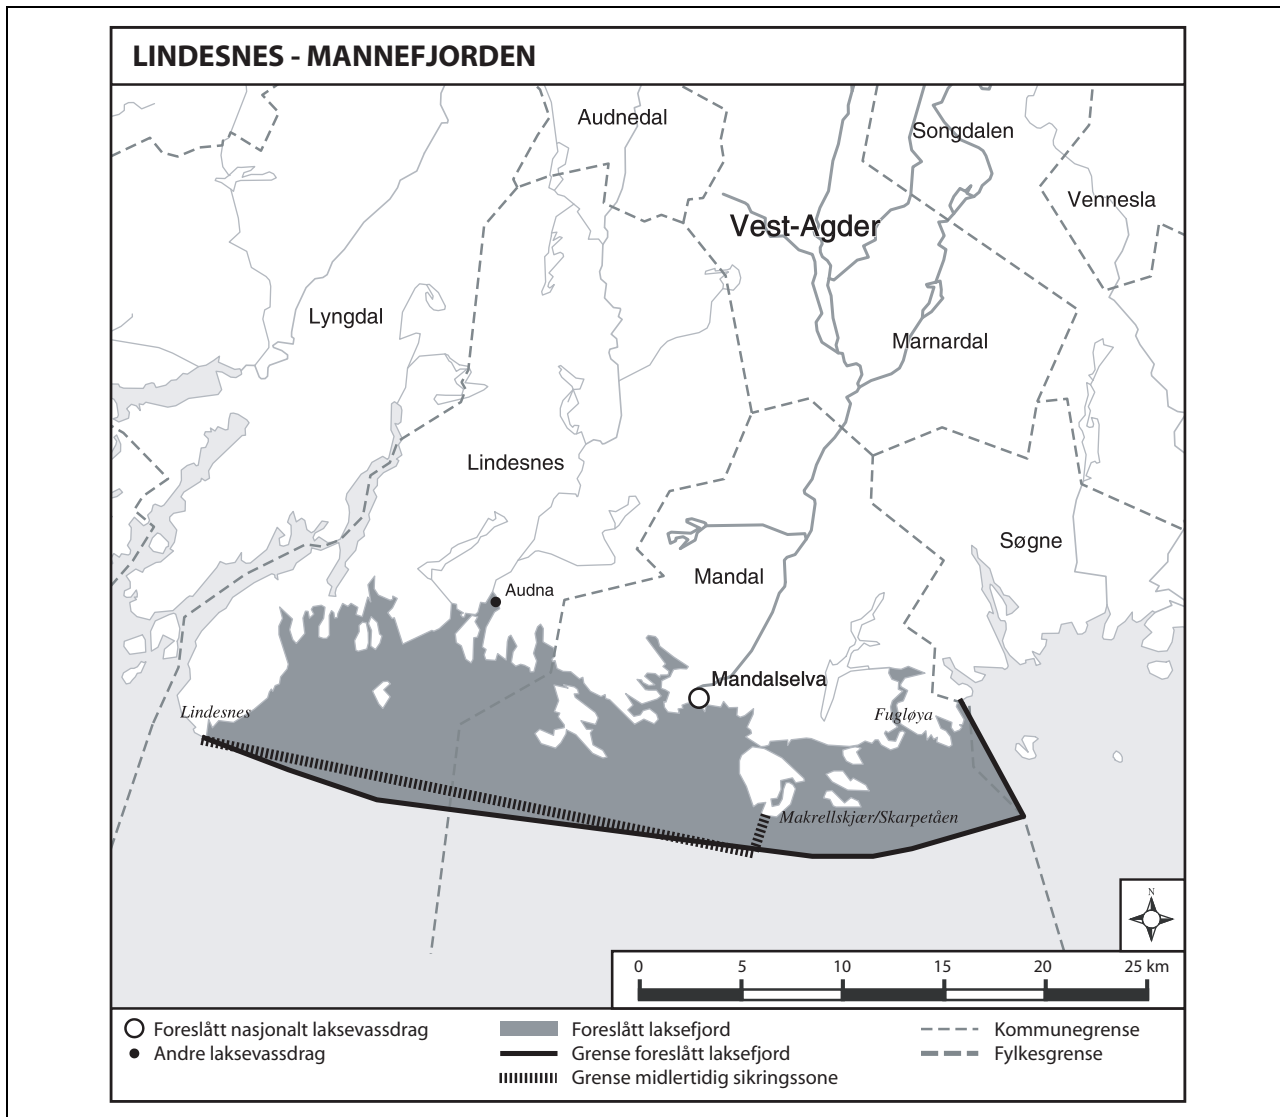 LINDESNES - MANNEFJORDEN
Audnedal
Songdalen
Vennesla
Vest-Agder
Lyngdal
Marnardal
Lindesnes
Søgne
Mandal
Audna
Mandalselva
Lindesnes
Fugløya
Makrellskjær/Skarpetåen
N
0 5 10 15 20 25 km
Foreslått nasjonalt laksevassdrag
Andre laksevassdrag
Foreslått laksefjord
Grense foreslått laksefjord
Grense midlertidig sikringssone
Kommunegrense
Fylkesgrense